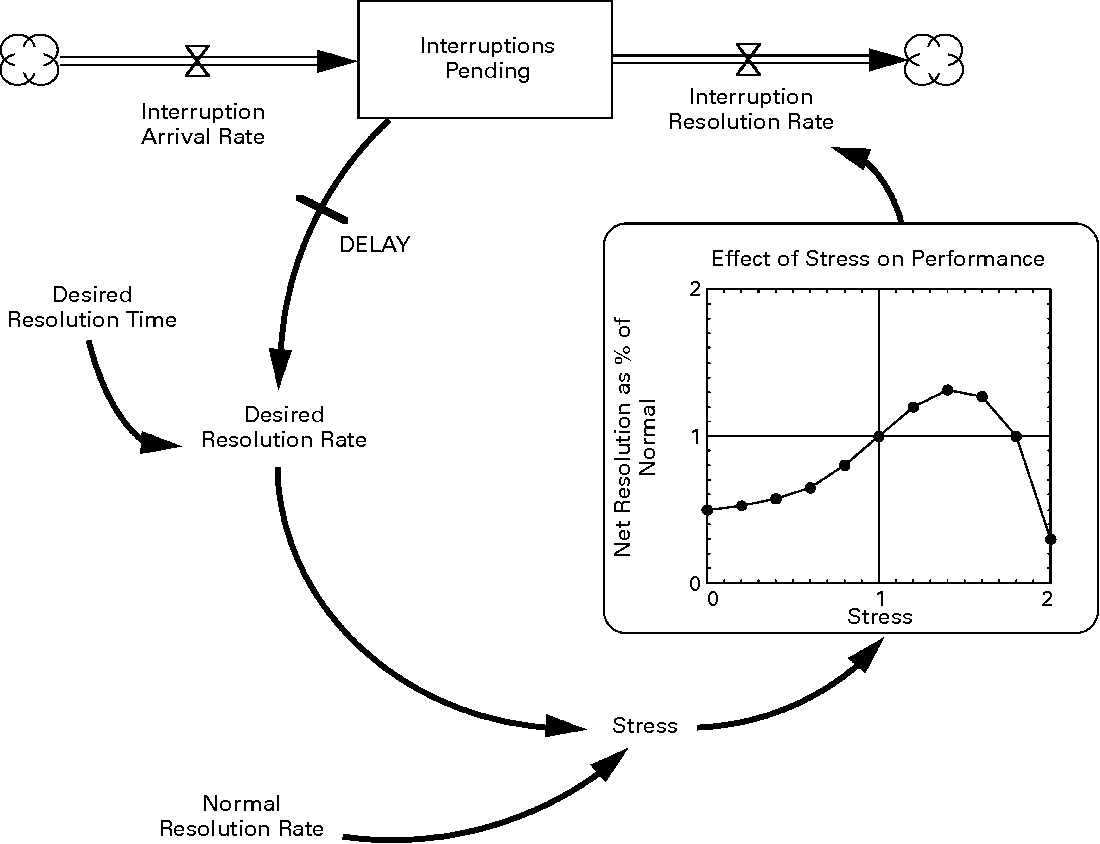 Interruptions
Pending
Interruption
Arrival Rate
Interruption
Resolution Rate
DELAY
Desired
Resolution Time
Desired
Resolution Rate
Effect of Stress on Performance
Net Resolution as % of
Normal
2
1
0
0
1
2
Stress
Stress
Normal
Resolution Rate